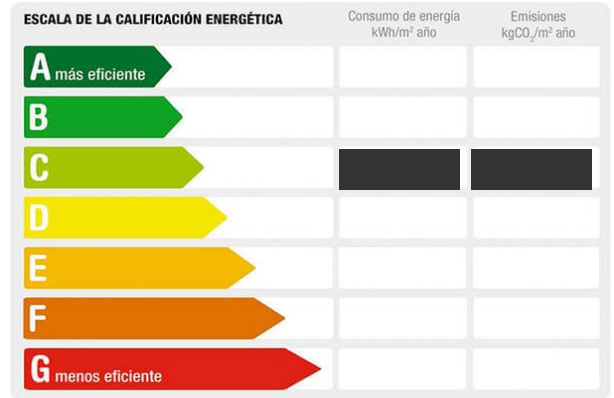 ESCALA DE LA CALIFICACIÓN ENERGÉTICA
Consumo de energía
kWh/m² año
Emisiones
kgCO₂/m² año
A más eficiente
B
C
D
E
F
G menos eficiente